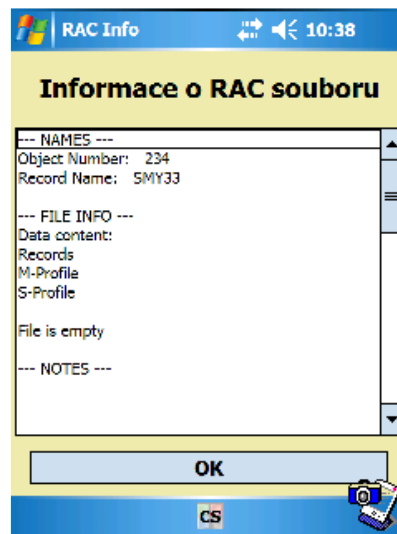 RAC Info
10:38
Informace o RAC souboru
--- NAMES ---
Object Number: 234
Record Name: SMY33
--- FILE INFO ---
Data content:
Records
M-Profile
S-Profile
File is empty
--- NOTES ---
OK
CS